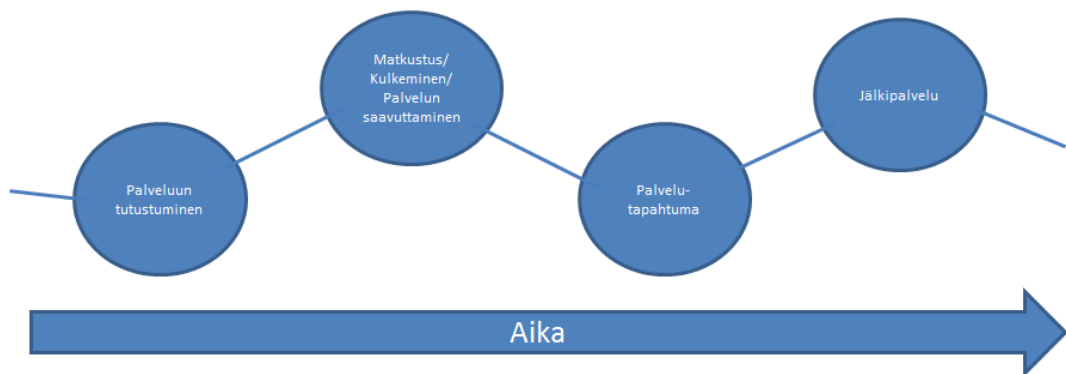 Palveluun
tutustuminen
Matkustus/
Kulkeminen/
Palvelun
saavuttaminen
Palvelu-
tapahtuma
Jälkipalvelu
Aika